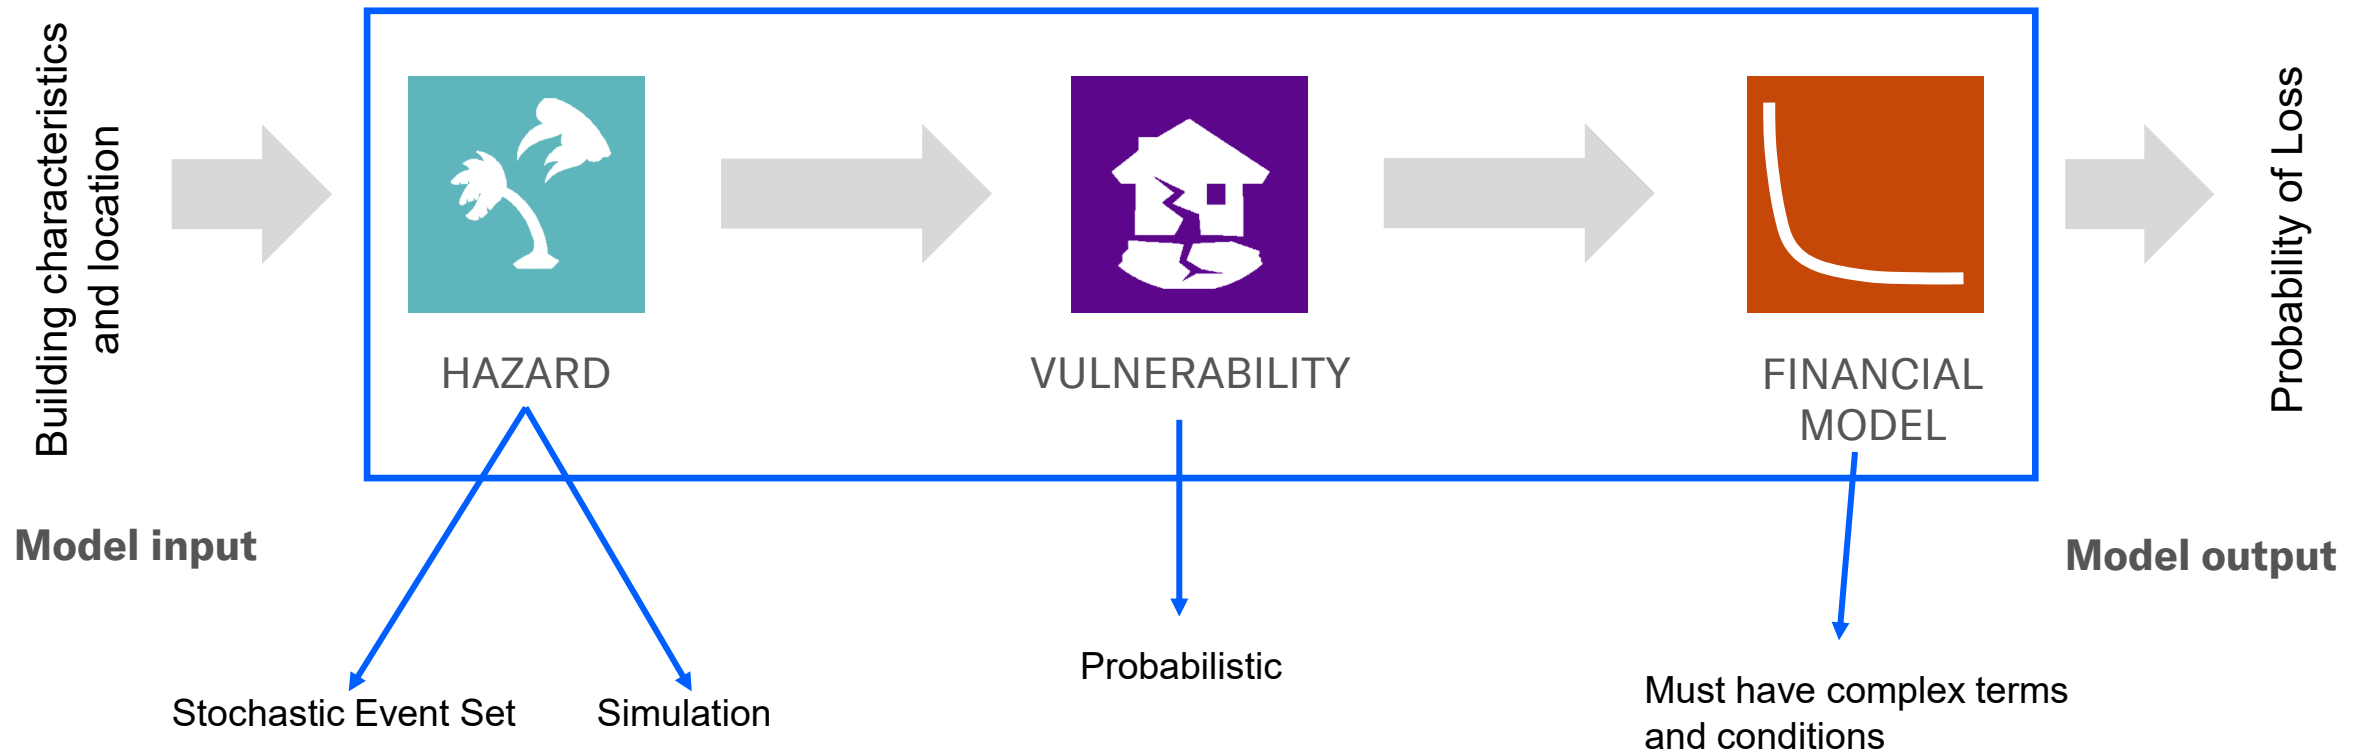 Building characteristics
and location
HAZARD
VULNERABILITY
FINANCIAL
MODEL
Probability of Loss
Model input
Model output
Stochastic Event Set
Simulation
Probabilistic
Must have complex terms
and conditions